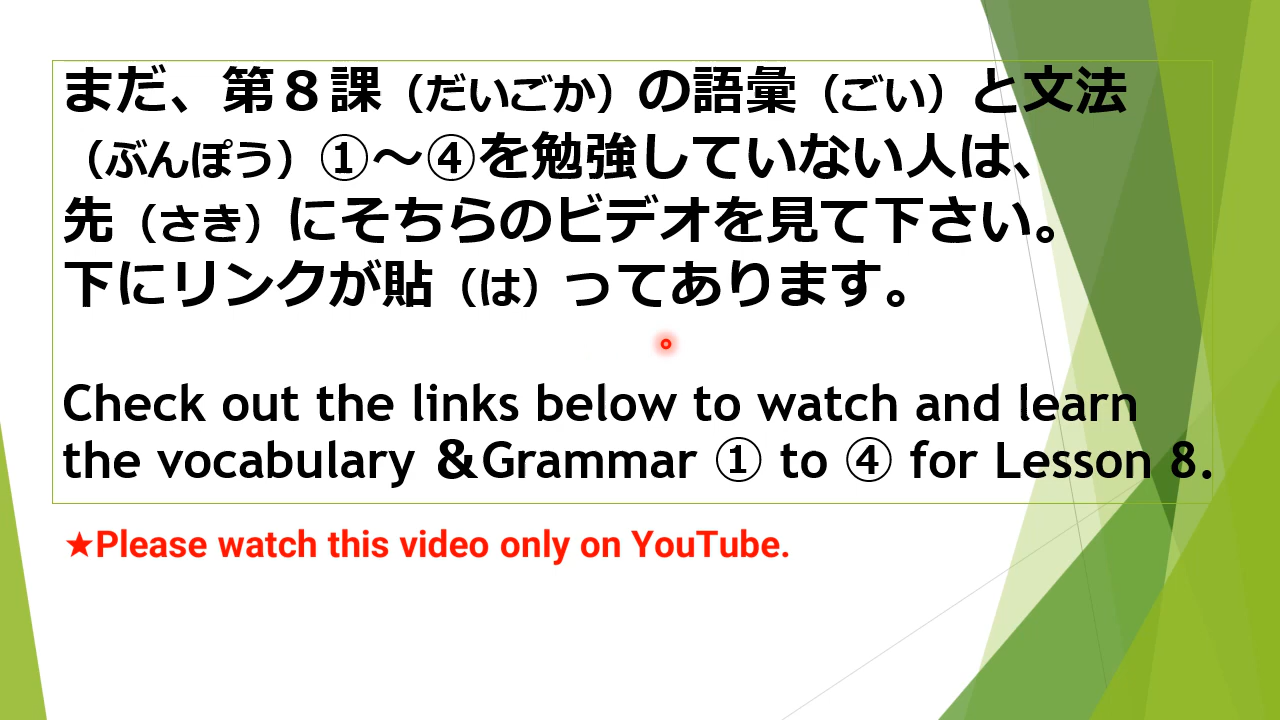 まだ、第８課（だいごか）の語彙（ごい）と文法
（ぶんぽう）①～④を勉強していない人は、
先（さき）にそちらのビデオを見て下さい。
下にリンクが貼（は）ってあります。
Check out the links below to watch and learn
the vocabulary ＆Grammar ① to ④ for Lesson 8.
★Please watch this video only on YouTube.